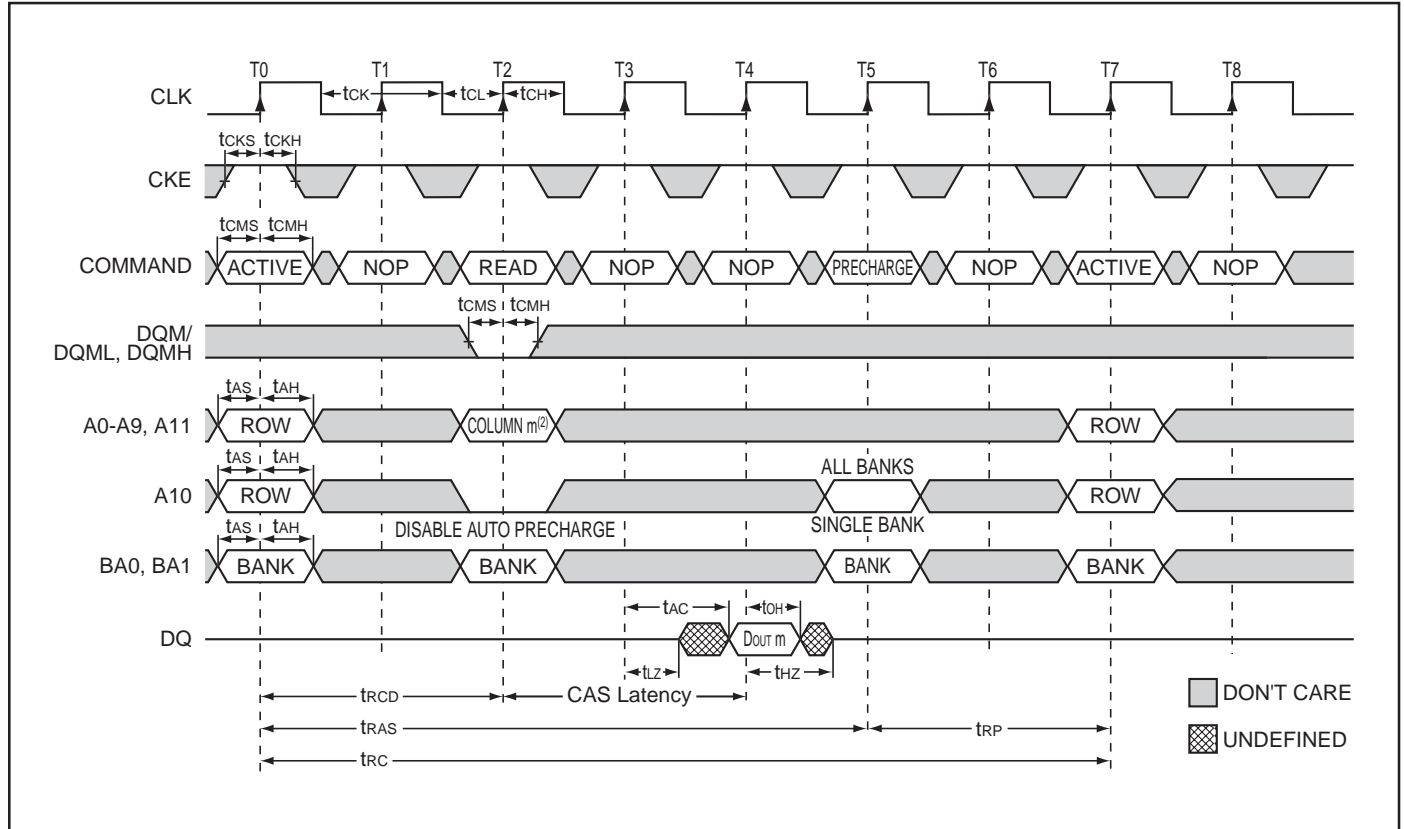 T0 T1 T2 T3 T4 T5 T6 T7 T8
CLK tCK tCL tCH
tCKS tCKH
CKE
tCMS tCMH
COMMAND ACTIVE NOP READ NOP NOP PRECHARGE NOP ACTIVE NOP
tCMS tCMH
DQM/
DQML, DQMH
tAS tAH
A0-A9, A11 ROW COLUMN m(2) ROW
tAS tAH ALL BANKS
A10 ROW ROW
tAS tAH DISABLE AUTO PRECHARGE SINGLE BANK
BA0, BA1 BANK BANK BANK BANK
tAC tOH
DQ DOUT m
tLZ tHZ
tRCD CAS Latency
DON'T CARE
tRAS tRP
UNDEFINED
tRC